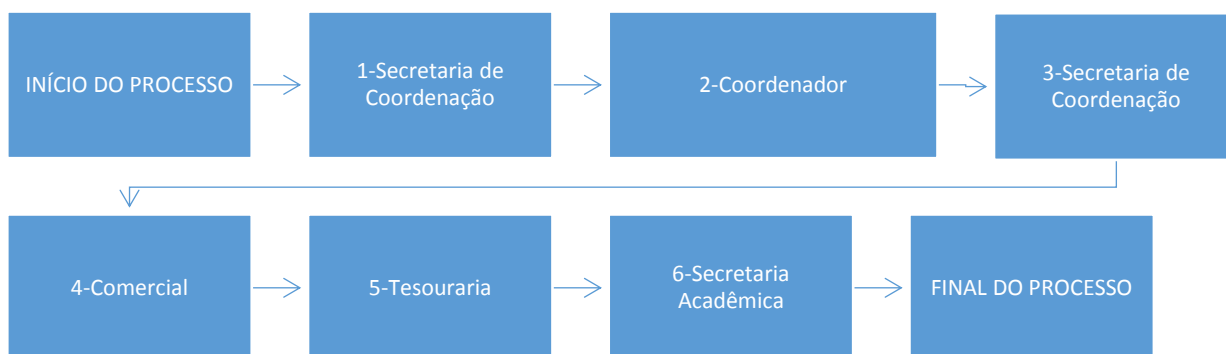 INÍCIO DO PROCESSO
1-Secretaria de
Coordenação
2-Coordenador
3-Secretaria de
Coordenação
4-Comercial
5-Tesouraria
6-Secretaria
Acadêmica
FINAL DO PROCESSO